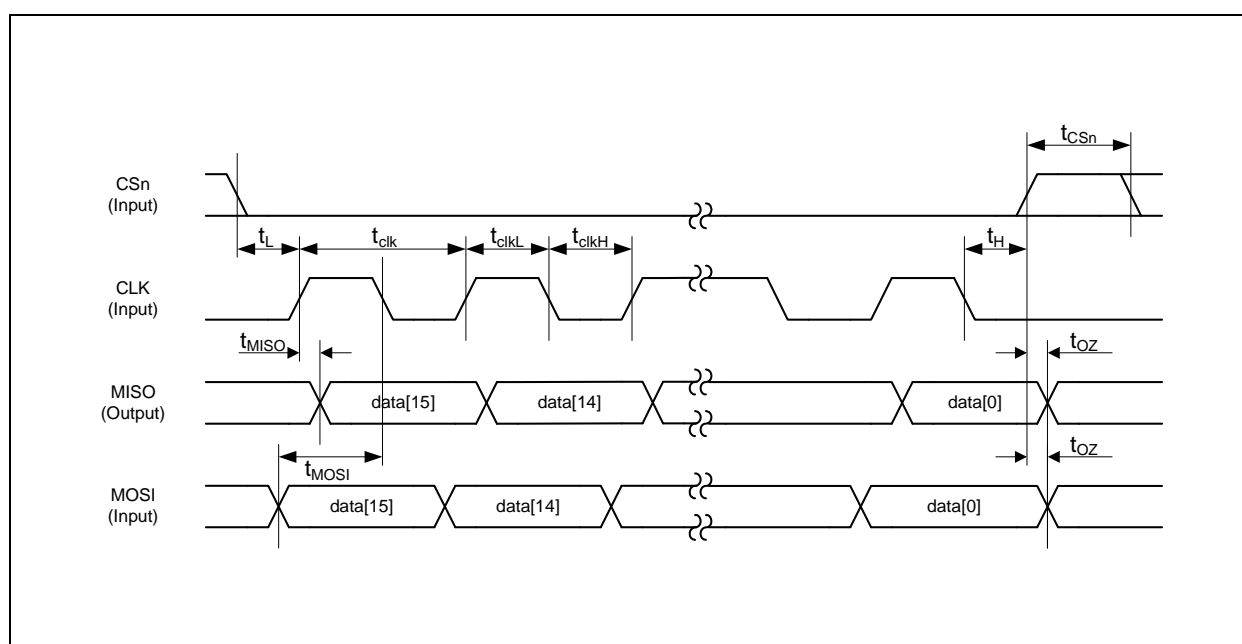 tCSn
CSn
(Input)
tL
tclk
tclkL
tclkH
tH
CLK
(Input)
tMISO
tOZ
MISO
(Output)
data[15]
data[14]
data[0]
tMOSI
tOZ
MOSI
(Input)
data[15]
data[14]
data[0]